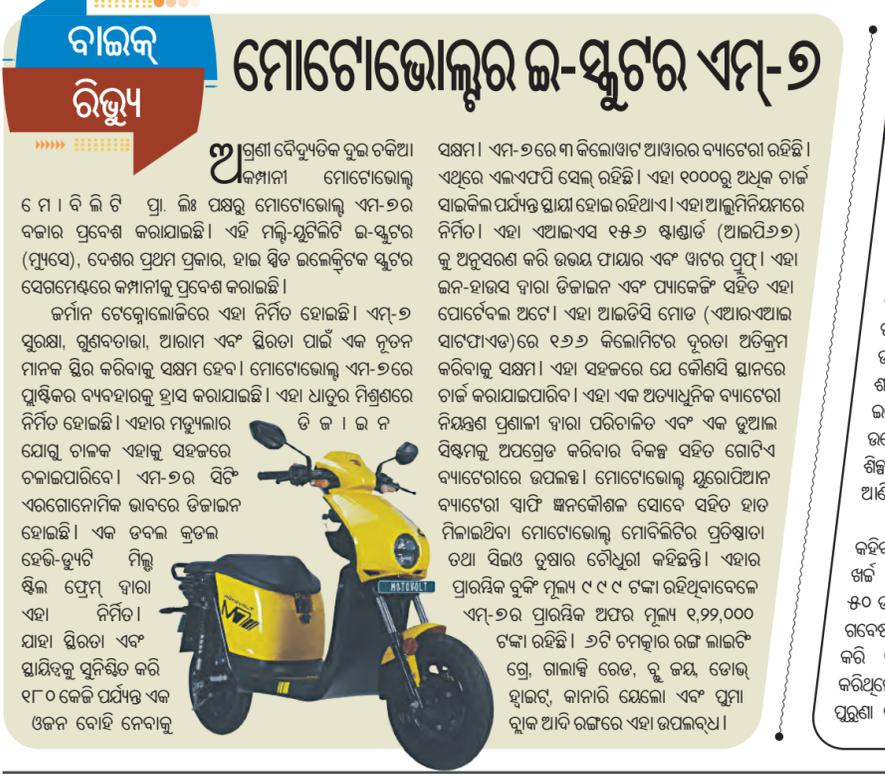 ବାଇକ୍
ରିଭ୍ୟୁ
ମୋଟୋଭୋଲ୍ଟର ଇ-ସ୍କୁଟର ଏମ୍-୭
ଅଗ୍ରଣୀ ବୈଦ୍ୟୁତିକ ଦୁଇ ଚକିଆ
କମ୍ପାନୀ ମୋଟୋଭୋଲ୍ଟ
ମୋବିଲିଟି ପ୍ରା. ଲିଃ ପକ୍ଷରୁ ମୋଟୋଭୋଲ୍ଟ ଏମ-୭ର
ବଜାର ପ୍ରବେଶ କରାଯାଇଛି। ଏହି ମଲ୍ଟି-ୟୁଟିଲିଟି ଇ-ସ୍କୁଟର
(ମ୍ୟୁସେ), ଦେଶର ପ୍ରଥମ ପ୍ରକାର, ହାଇ ସ୍ପିଡ ଇଲେକ୍ଟ୍ରିକ ସ୍କୁଟର
ସେଗମେଣ୍ଟରେ କମ୍ପାନୀକୁ ପ୍ରବେଶ କରାଇଛି।
ଜର୍ମାନ ଟେକ୍ନୋଲୋଜିରେ ଏହା ନିର୍ମିତ ହୋଇଛି। ଏମ୍-୭
ସୁରକ୍ଷା, ଗୁଣବତାତ୍ତା, ଆରାମ ଏବଂ ସ୍ଥିରତା ପାଇଁ ଏକ ନୂତନ
ମାନକ ସ୍ଥିର କରିବାକୁ ସକ୍ଷମ ହେବ। ମୋଟୋଭୋଲ୍ଟ ଏମ-୭ରେ
ପ୍ଲାଷ୍ଟିକର ବ୍ୟବହାରକୁ ହ୍ରାସ କରାଯାଇଛି। ଏହା ଧାତୁର ମିଶ୍ରଣରେ
ନିର୍ମିତ ହୋଇଛି। ଏହାର ମଡ୍ୟୁଲାର ଡିଜାଇନ
ଯୋଗୁ ଚାଳକ ଏହାକୁ ସହଜରେ
ଚଳାଇପାରିବେ। ଏମ-୭ର ସିଟିଂ
ଏରଗୋନୋମିକ ଭାବରେ ଡିଜାଇନ
ହୋଇଛି। ଏକ ଡବଲ କ୍ରଡଲ
ହେଭି-ଡ୍ୟୁଟି ମିଲ୍ଡ
ଷ୍ଟିଲ ଫ୍ରେମ୍ ଦ୍ୱାରା
ଏହା ନିର୍ମିତ।
ଯାହା ସ୍ଥିରତା ଏବଂ
ସ୍ଥାୟିତ୍ୱକୁ ସୁନିଶ୍ଚିତ କରି
୧୮୦ କେଜି ପର୍ଯ୍ୟନ୍ତ ଏକ
ଓଜନ ବୋହି ନେବାକୁ
MOTOVOLT
M7
MOTOVOLT
ସକ୍ଷମ। ଏମ-୭ରେ ୩ କିଲୋୱାଟ ଆୱାରର ବ୍ୟାଟେରୀ ରହିଛି।
ଏଥିରେ ଏଲଏଫପି ସେଲ୍ ରହିଛି। ଏହା ୧୦୦୦ରୁ ଅଧିକ ଚାର୍ଜ
ସାଇକିଲ ପର୍ଯ୍ୟନ୍ତ ସ୍ଥାୟୀ ହୋଇ ରହିଥାଏ। ଏହା ଆଲୁମିନିୟମରେ
ନିର୍ମିତ। ଏହା ଏଆଇଏସ ୧୫୬ ଷ୍ଟାଣ୍ଡାର୍ଡ (ଆଇପି୬୭)
କୁ ଅନୁସରଣ କରି ଉଭୟ ଫାୟାର ଏବଂ ୱାଟର ପ୍ରୁଫ୍। ଏହା
ଇନ-ହାଉସ ଦ୍ୱାରା ଡିଜାଇନ ଏବଂ ପ୍ୟାକେଜିଂ ସହିତ ଏହା
ପୋର୍ଟେବଲ ଅଟେ। ଏହା ଆଇଡିସି ମୋଡ (ଏଆରଏଆଇ
ସାଟଫାଏଡ)ରେ ୧୬୬ କିଲୋମିଟର ଦୂରତା ଅତିକ୍ରମ
କରିବାକୁ ସକ୍ଷମ। ଏହା ସହଜରେ ଯେ କୌଣସି ସ୍ଥାନରେ
ଚାର୍ଜ କରାଯାଇପାରିବ। ଏହା ଏକ ଅତ୍ୟାଧୁନିକ ବ୍ୟାଟେରୀ
ନିୟନ୍ତ୍ରଣ ପ୍ରଣାଳୀ ଦ୍ୱାରା ପରିଚାଳିତ ଏବଂ ଏକ ଡୁଆଲ
ସିଷ୍ଟମକୁ ଅପଗ୍ରେଡ କରିବାର ବିକଳ୍ପ ସହିତ ଗୋଟିଏ
ବ୍ୟାଟେରୀରେ ଉପଲବ୍ଧ। ମୋଟୋଭୋଲ୍ଟ ୟୁରୋପିଆନ
ବ୍ୟାଟେରୀ ସ୍ୱାପିଂ ଜ୍ଞାନକୌଶଳ ସୋବେ ସହିତ ହାତ
ମିଳାଇଥିବା ମୋଟୋଭୋଲ୍ଟ ମୋବିଲିଟିର ପ୍ରତିଷ୍ଠାତା
ତଥା ସିଇଓ ତୁଷାର ଚୌଧୁରୀ କହିଛନ୍ତି। ଏହାର
ପ୍ରାରମ୍ଭିକ ବୁକିଂ ମୂଲ୍ୟ ୯୯୯ ଟଙ୍କା ରହିଥିବାବେଳେ
ଏମ୍-୭ର ପ୍ରାରମ୍ଭିକ ଅଫର ମୂଲ୍ୟ ୧,୨୨,୦୦୦
ଟଙ୍କା ରହିଛି। ୬ଟି ଚମତ୍କାର ରଙ୍ଗ ଲାଇଟିଂ
ଗ୍ରେ, ଗାଲାକ୍ସି ରେଡ, ବ୍ଲୁ ଜୟ, ଡୋଭ୍
ହ୍ୱାଇଟ୍, କାନାରି ୟେଲୋ ଏବଂ ପୁମା
ବ୍ଲାକ ଆଦି ରଙ୍ଗରେ ଏହା ଉପଲବ୍ଧ।